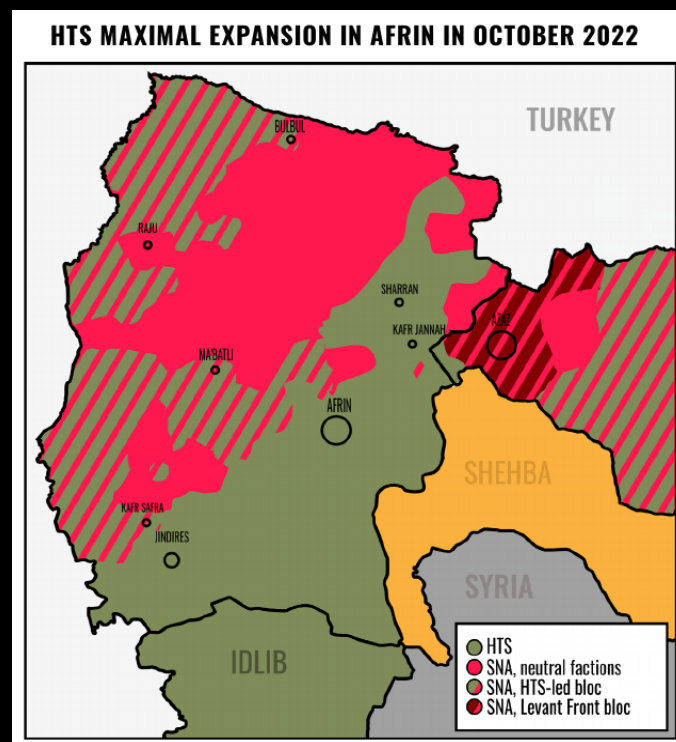 HTS MAXIMAL EXPANSION IN AFRIN IN OCTOBER 2022
TURKEY
BULBUL
RAJU
SHARRAN
AZAZ
KAFR JANNAH
MA'BATLI
AFRIN
SHEHBA
KAFR SAFRA
JINDIRES
SYRIA
IDLIB
HTS
SNA, neutral factions
SNA, HTS-led bloc
SNA, Levant Front bloc